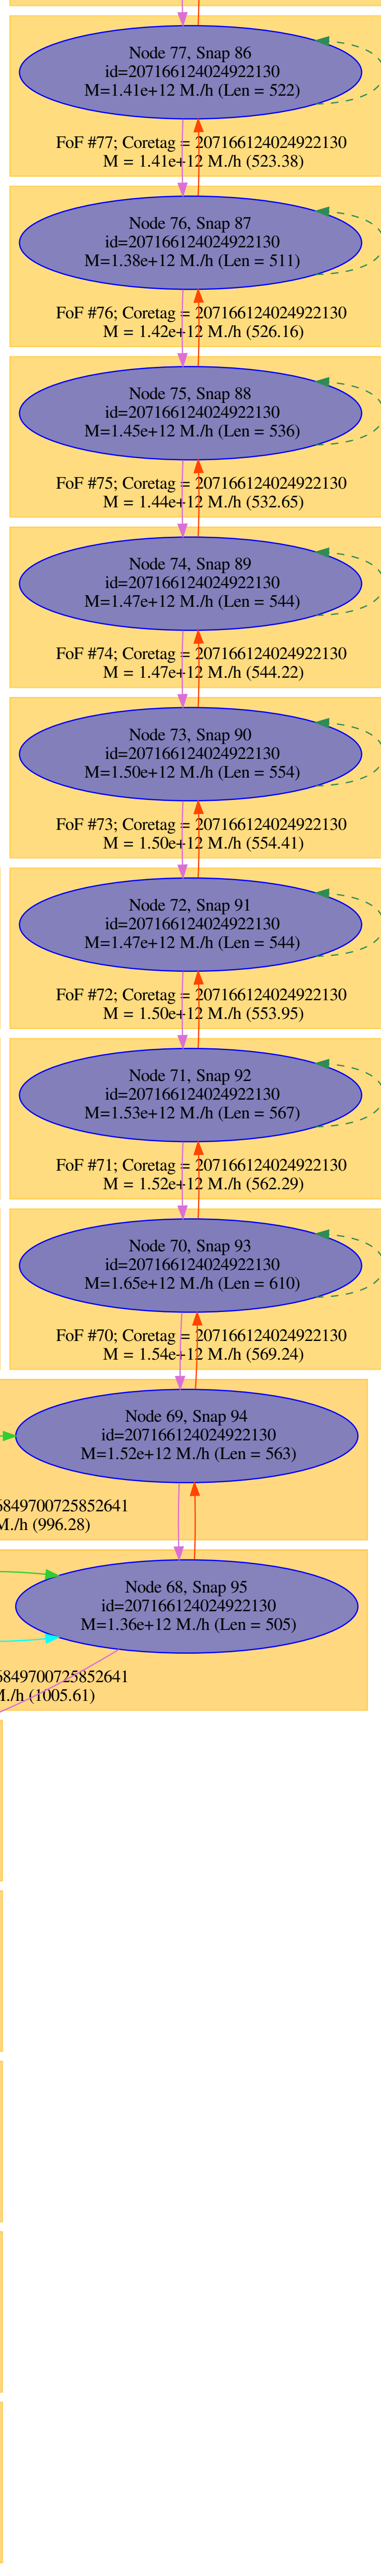 Node 77, Snap 86
id=207166124024922130
M=1.41e+12 M./h (Len = 522)
FoF #77; Coretag = 207166124024922130
M = 1.41e+12 M./h (523.38)
Node 76, Snap 87
id=207166124024922130
M=1.38e+12 M./h (Len = 511)
FoF #76; Coretag = 207166124024922130
M = 1.42e+12 M./h (526.16)
Node 75, Snap 88
id=207166124024922130
M=1.45e+12 M./h (Len = 536)
FoF #75; Coretag = 207166124024922130
M = 1.44e+12 M./h (532.65)
Node 74, Snap 89
id=207166124024922130
M=1.47e+12 M./h (Len = 544)
FoF #74; Coretag = 207166124024922130
M = 1.47e+12 M./h (544.22)
Node 73, Snap 90
id=207166124024922130
M=1.50e+12 M./h (Len = 554)
FoF #73; Coretag = 207166124024922130
M = 1.50e+12 M./h (554.41)
Node 72, Snap 91
id=207166124024922130
M=1.47e+12 M./h (Len = 544)
FoF #72; Coretag = 207166124024922130
M = 1.50e+12 M./h (553.95)
Node 71, Snap 92
id=207166124024922130
M=1.53e+12 M./h (Len = 567)
FoF #71; Coretag = 207166124024922130
M = 1.52e+12 M./h (562.29)
Node 70, Snap 93
id=207166124024922130
M=1.65e+12 M./h (Len = 610)
FoF #70; Coretag = 207166124024922130
M = 1.54e+12 M./h (569.24)
Node 69, Snap 94
id=207166124024922130
M=1.52e+12 M./h (Len = 563)
6849700725852641
M./h (996.28)
Node 68, Snap 95
id=207166124024922130
M=1.36e+12 M./h (Len = 505)
6849700725852641
M./h (1005.61)